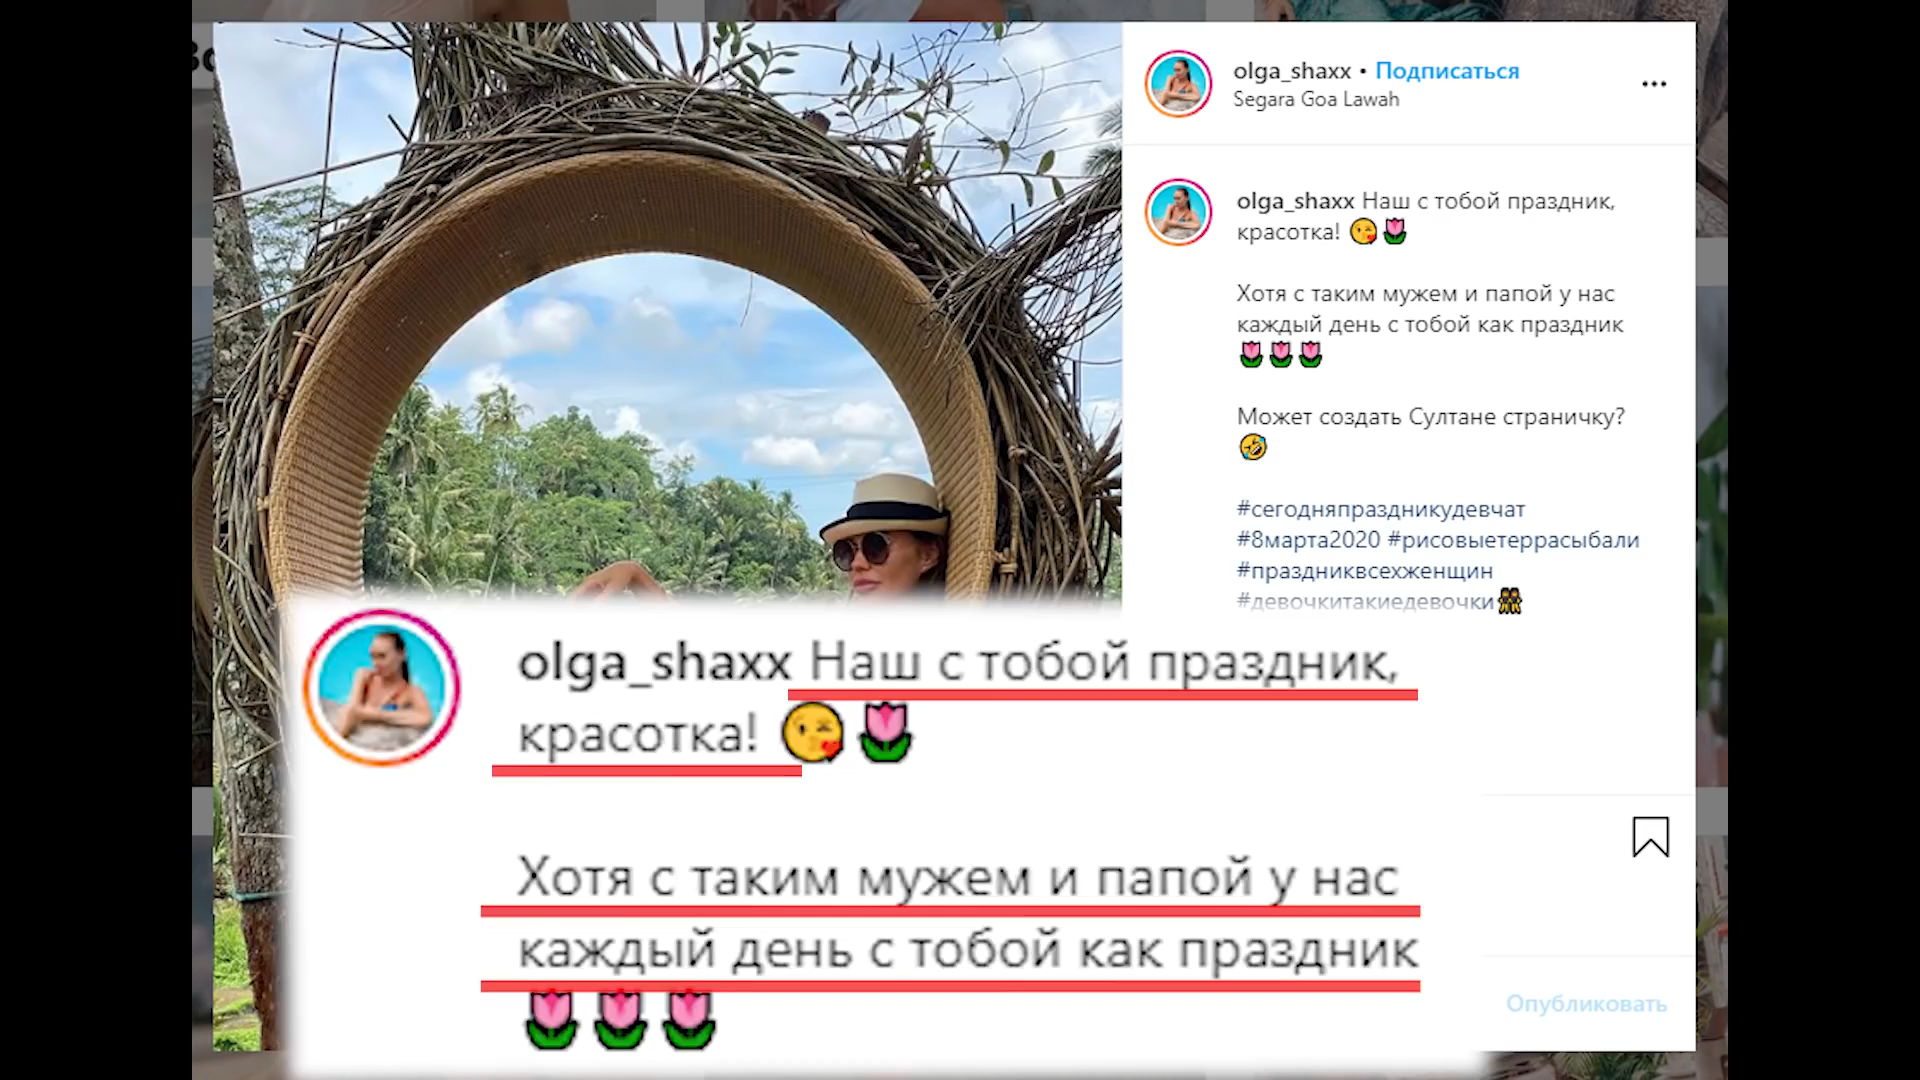 olga_shaxx • Подписаться
Segara Goa Lawah
olga_shaxx Наш с тобой праздник,
красотка! 😘🌷
Хотя с таким мужем и папой у нас
каждый день с тобой как праздник
🌷🌷🌷
Может создать Султане страничку?
🤣
#сегодняпраздникудевчат
#8марта2020 #рисовыетеррасыбали
#праздниквсехженщин
#девочкитакиедевочки👯
olga_shaxx Наш с тобой праздник,
красотка! 😘🌷
Хотя с таким мужем и папой у нас
каждый день с тобой как праздник
🌷🌷🌷
Опубликовать